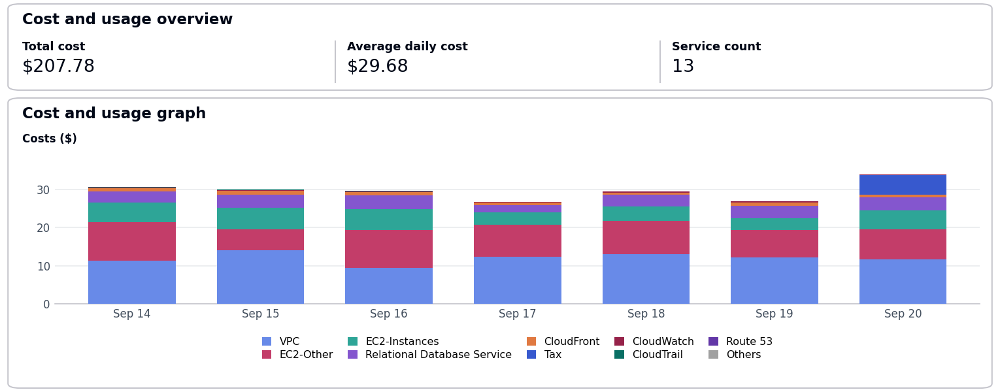 Cost and usage overview
Total cost
$207.78
Average daily cost
$29.68
Service count
13
Cost and usage graph
Costs ($)
30
20
10
0
Sep 14 Sep 15 Sep 16 Sep 17 Sep 18 Sep 19 Sep 20
VPC EC2-Instances CloudFront CloudWatch Route 53
EC2-Other Relational Database Service Tax CloudTrail Others